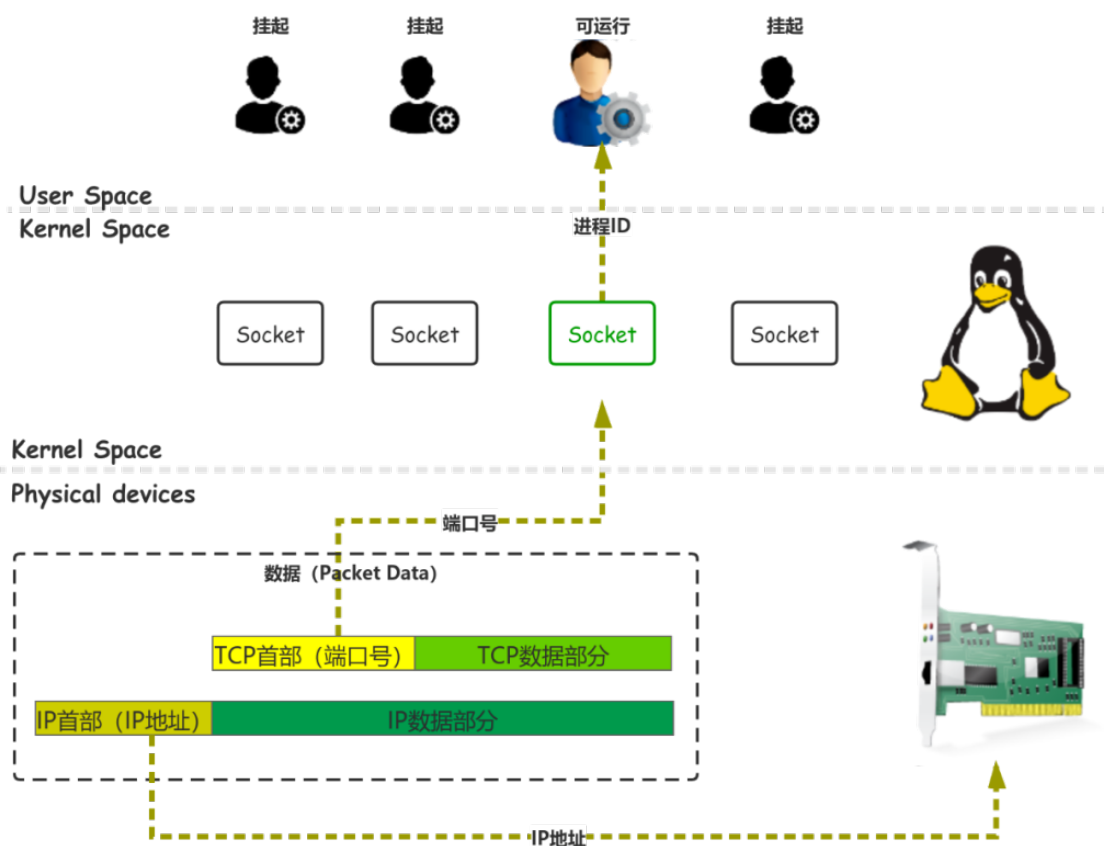 挂起
挂起
可运行
挂起
User Space
Kernel Space
进程ID
Socket
Socket
Socket
Socket
Kernel Space
Physical devices
端口号
数据（Packet Data）
TCP首部（端口号）
TCP数据部分
IP首部（IP地址）
IP数据部分
IP地址